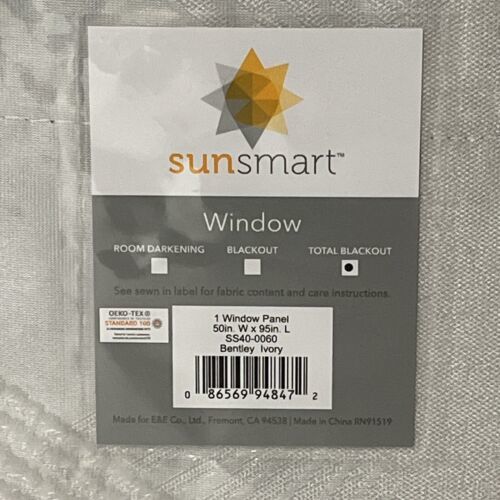 sunsmart™
Window
ROOM DARKENING BLACKOUT TOTAL BLACKOUT
See sewn in label for fabric content and care instructions.
OEKO-TEX®
STANDARD 100
1 Window Panel
50in. W x 95in. L
SS40-0060
Bentley Ivory
0 86569 94847 2
Made for E&E Co., Ltd., Fremont, CA 94538 | Made in China RN91519